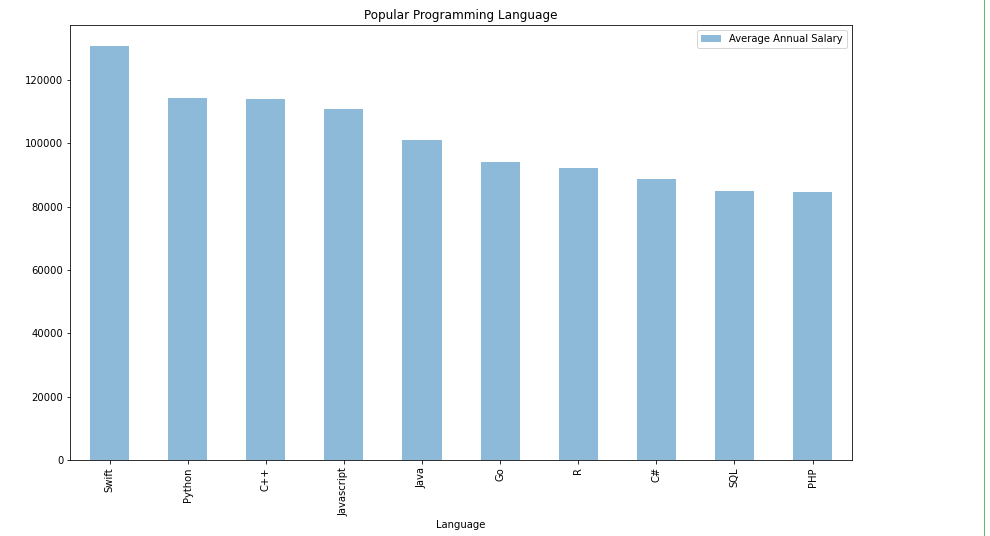 Popular Programming Language
Average Annual Salary
120000
100000
80000
60000
40000
20000
0
Swift
Python
C++
Javascript
Java
Go
R
C#
SQL
PHP
Language